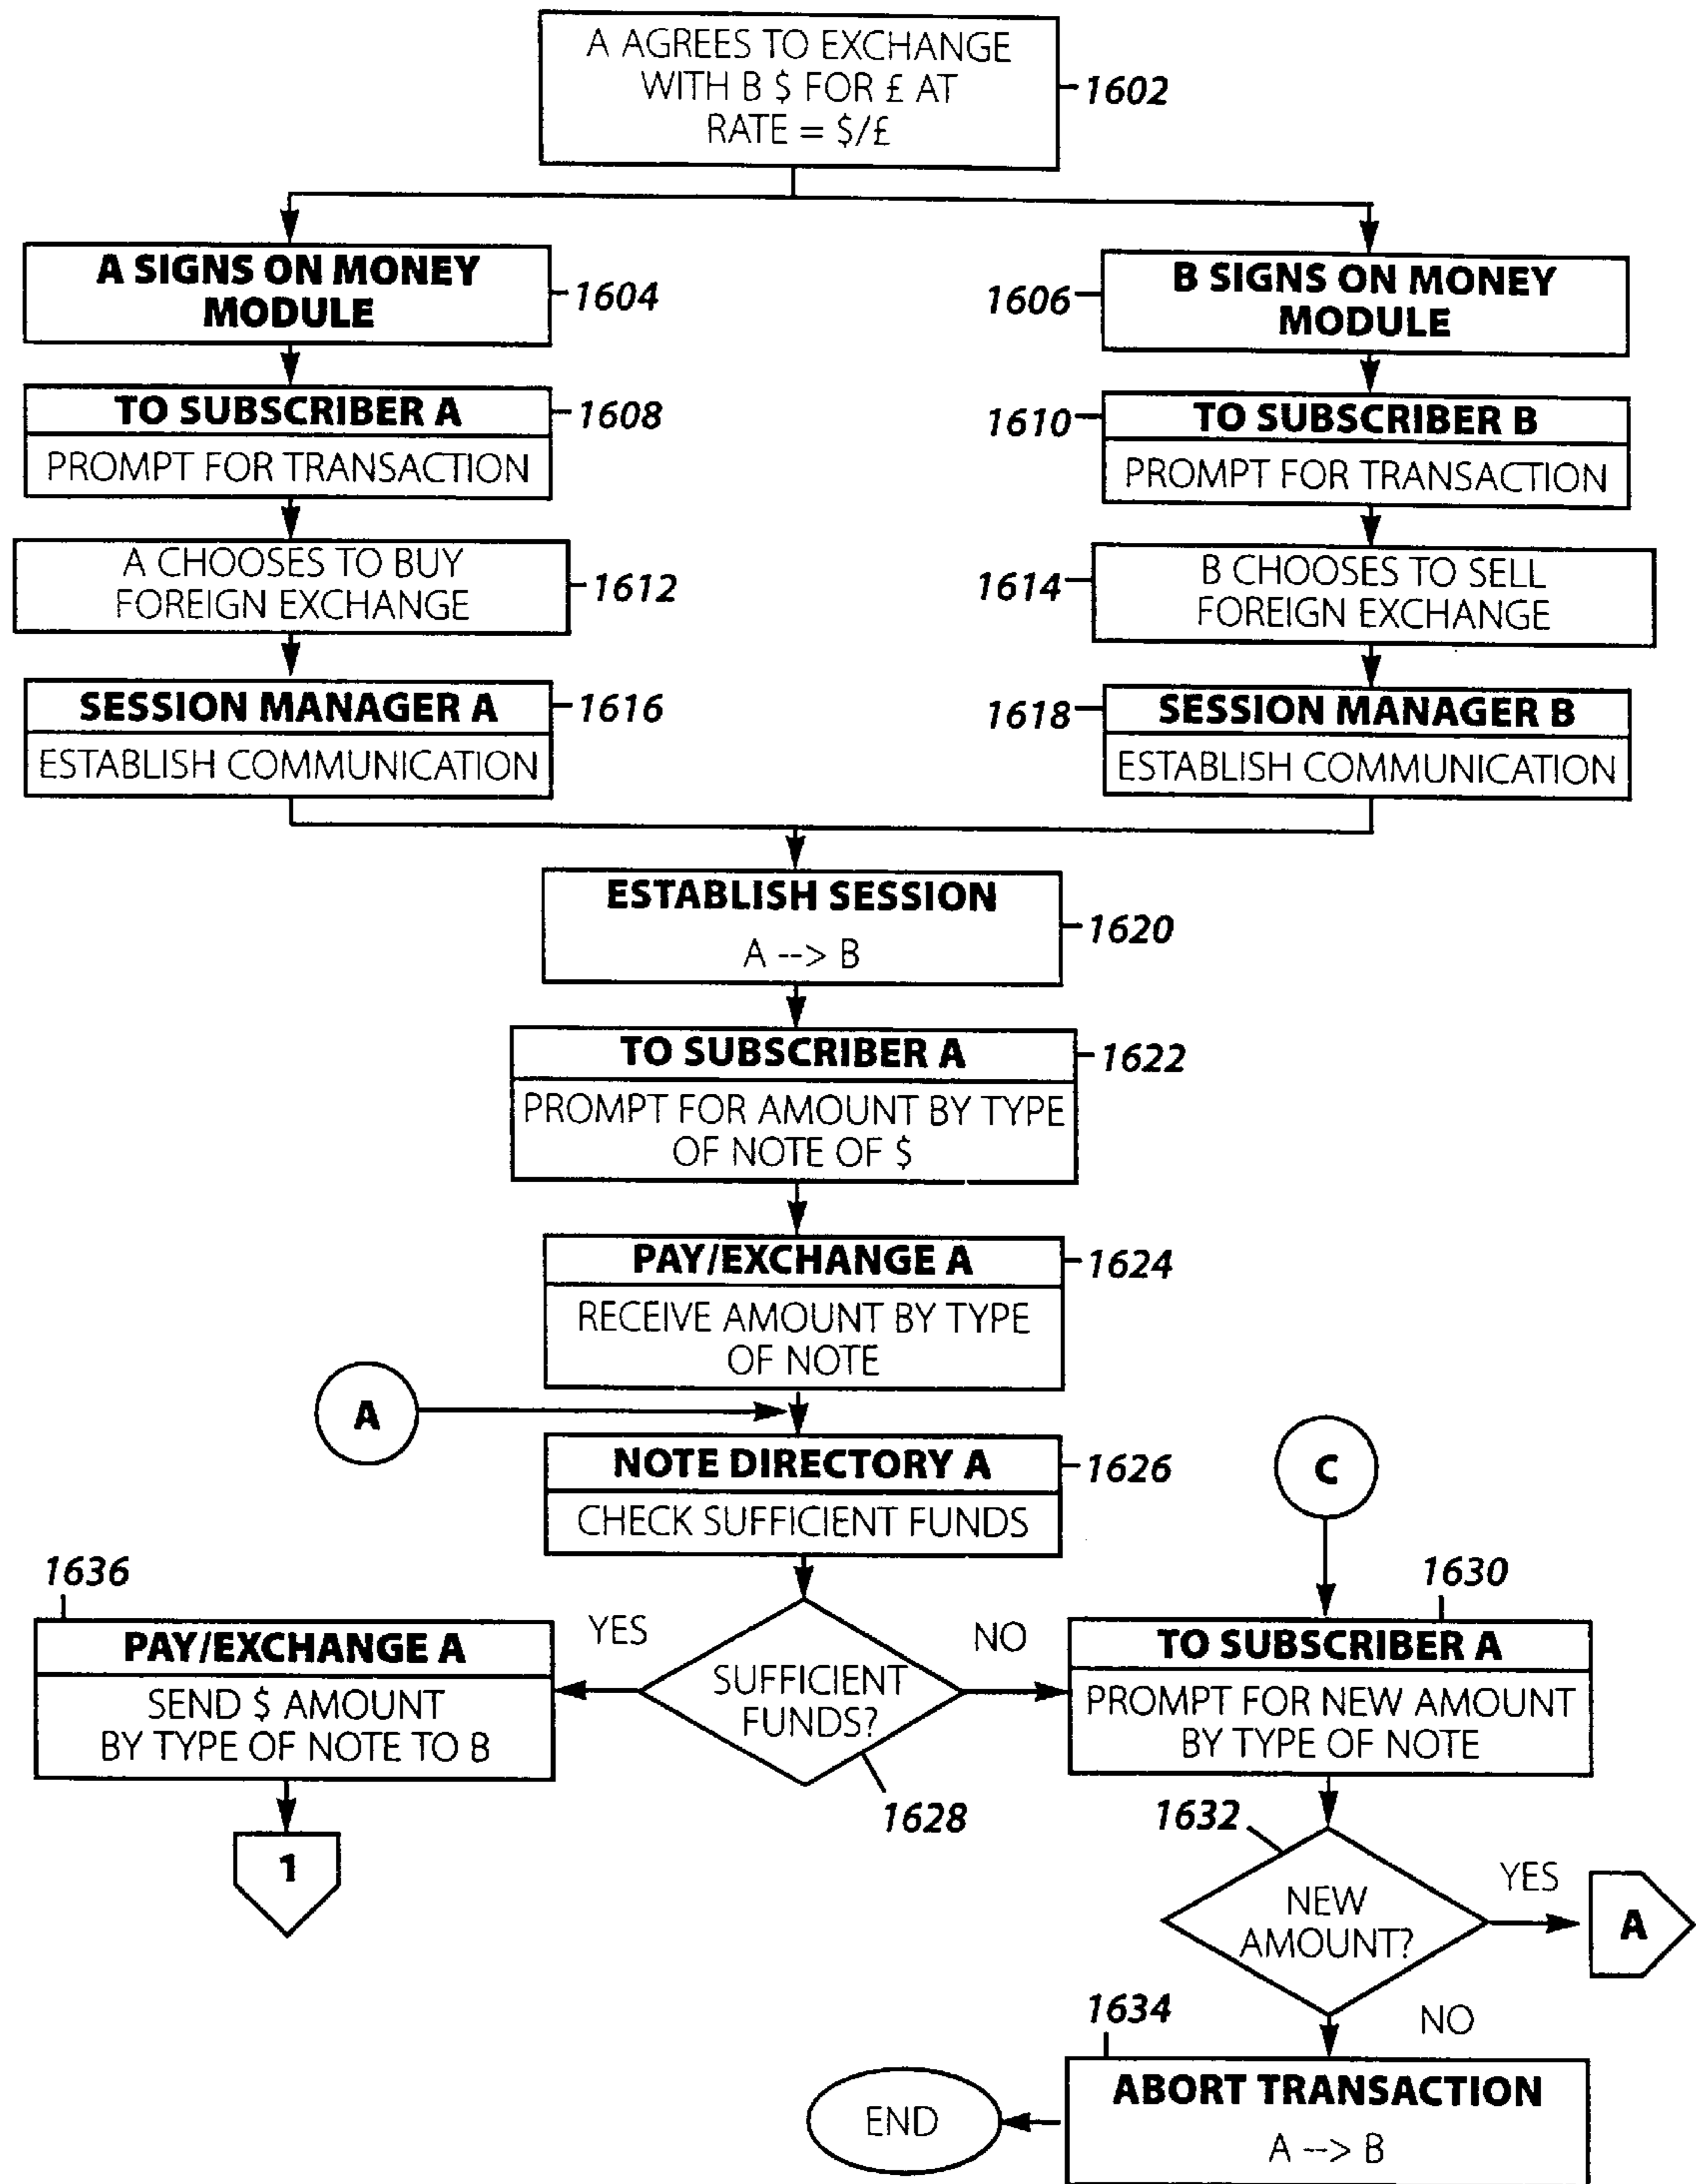 A AGREES TO EXCHANGE
WITH B $ FOR £ AT
RATE = $/£
1602
A SIGNS ON MONEY
MODULE
1604
1606
B SIGNS ON MONEY
MODULE
TO SUBSCRIBER A
1608
PROMPT FOR TRANSACTION
1610
TO SUBSCRIBER B
PROMPT FOR TRANSACTION
A CHOOSES TO BUY
FOREIGN EXCHANGE
1612
1614
B CHOOSES TO SELL
FOREIGN EXCHANGE
SESSION MANAGER A
1616
ESTABLISH COMMUNICATION
1618
SESSION MANAGER B
ESTABLISH COMMUNICATION
ESTABLISH SESSION
A --> B
1620
TO SUBSCRIBER A
1622
PROMPT FOR AMOUNT BY TYPE
OF NOTE OF $
PAY/EXCHANGE A
1624
RECEIVE AMOUNT BY TYPE
OF NOTE
A
NOTE DIRECTORY A
1626
CHECK SUFFICIENT FUNDS
C
1636
PAY/EXCHANGE A
SEND $ AMOUNT
BY TYPE OF NOTE TO B
YES
SUFFICIENT
FUNDS?
NO
1628
1630
TO SUBSCRIBER A
PROMPT FOR NEW AMOUNT
BY TYPE OF NOTE
1
1632
NEW
AMOUNT?
YES
A
NO
1634
ABORT TRANSACTION
A --> B
END